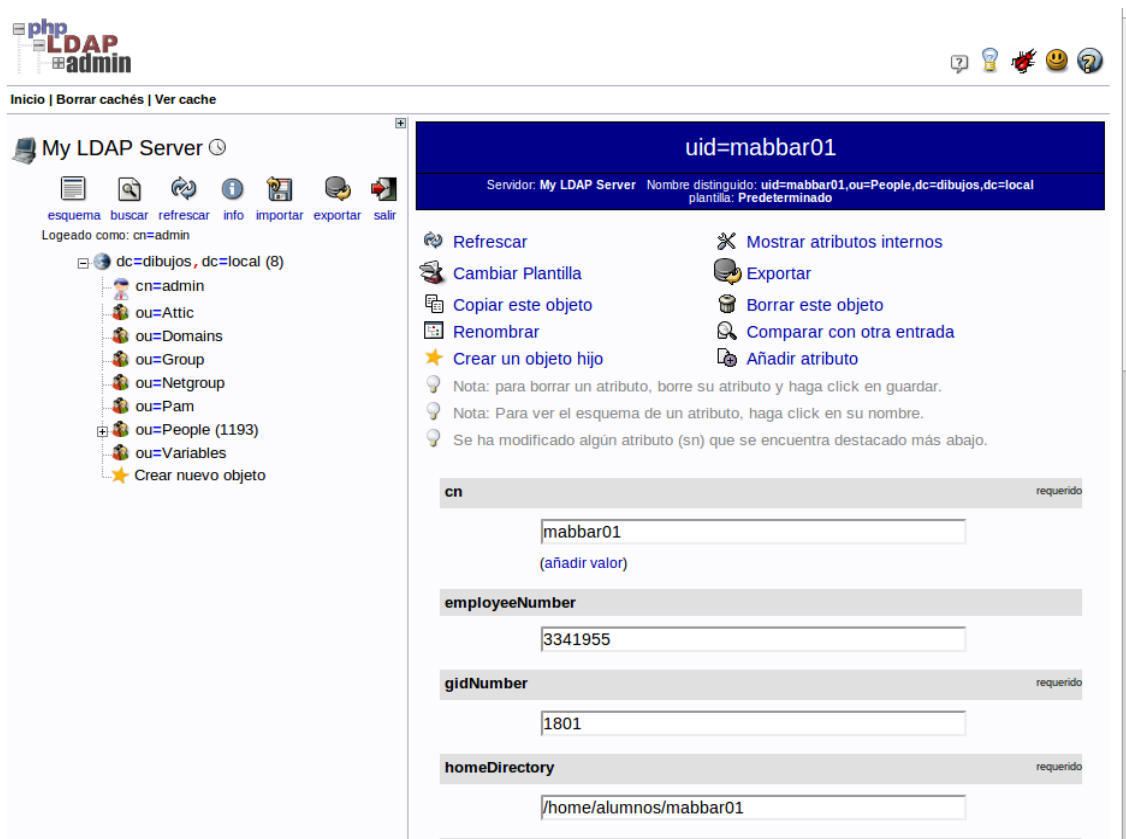 php
LDAP
admin
Inicio | Borrar cachés | Ver cache
My LDAP Server
esquema buscar refrescar info importar exportar salir
Logeado como: cn=admin
dc=dibujos,dc=local (8)
cn=admin
ou=Attic
ou=Domains
ou=Group
ou=Netgroup
ou=Pam
ou=People (1193)
ou=Variables
Crear nuevo objeto
uid=mabbar01
Servidor: My LDAP Server Nombre distinguido: uid=mabbar01,ou=People,dc=dibujos,dc=local
plantilla: Predeterminado
Refrescar Mostrar atributos internos
Cambiar Plantilla Exportar
Copiar este objeto Borrar este objeto
Renombrar Comparar con otra entrada
Crear un objeto hijo Añadir atributo
Nota: para borrar un atributo, borre su atributo y haga click en guardar.
Nota: Para ver el esquema de un atributo, haga click en su nombre.
Se ha modificado algún atributo (sn) que se encuentra destacado más abajo.
cn requerido
mabbar01
(añadir valor)
employeeNumber
3341955
gidNumber requerido
1801
homeDirectory requerido
/home/alumnos/mabbar01